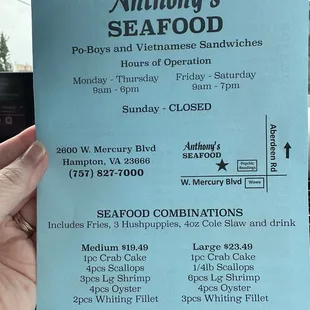 Anthony's
SEAFOOD
Po-Boys and Vietnamese Sandwiches
Hours of Operation
Monday - Thursday
9am - 6pm
Friday - Saturday
9am - 7pm
Sunday - CLOSED
2600 W. Mercury Blvd
Hampton, VA 23666
(757) 827-7000
Anthony's
SEAFOOD
Psychic
Readings
Aberdeen Rd
W. Mercury Blvd
Wawa
SEAFOOD COMBINATIONS
Includes Fries, 3 Hushpuppies, 4oz Cole Slaw and drink
Medium $19.49
1pc Crab Cake
4pcs Scallops
3pcs Lg Shrimp
4pcs Oyster
2pcs Whiting Fillet
Large $23.49
1pc Crab Cake
1/4lb Scallops
6pcs Lg Shrimp
4pcs Oyster
3pcs Whiting Fillet